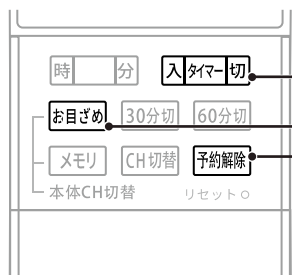 時 分 入 タイマー 切
お目ざめ 30分切 60分切
メモリ CH切替 予約解除
本体CH切替 リセット